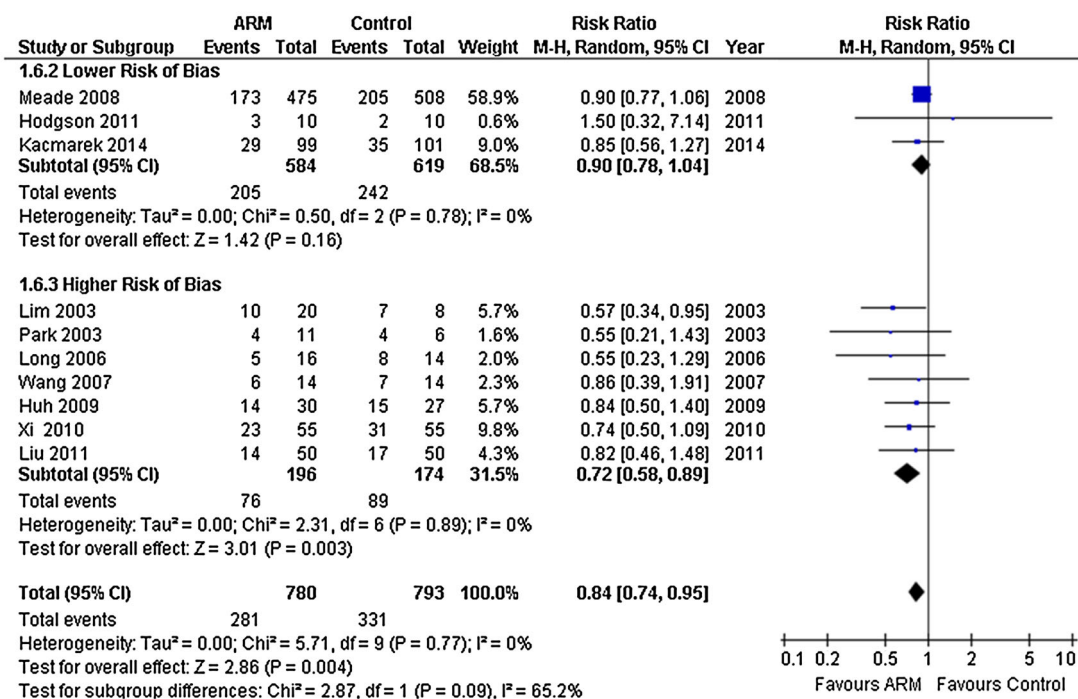 ARM Control Risk Ratio Risk Ratio
Study or Subgroup Events Total Events Total Weight M-H, Random, 95% CI Year M-H, Random, 95% CI
1.6.2 Lower Risk of Bias
Meade 2008 173 475 205 508 58.9% 0.90 [0.77, 1.06] 2008
Hodgson 2011 3 10 2 10 0.6% 1.50 [0.32, 7.14] 2011
Kacmarek 2014 29 99 35 101 9.0% 0.85 [0.56, 1.27] 2014
Subtotal (95% CI) 584 619 68.5% 0.90 [0.78, 1.04]
Total events 205 242
Heterogeneity: Tau² = 0.00; Chi² = 0.50, df = 2 (P = 0.78); I² = 0%
Test for overall effect: Z = 1.42 (P = 0.16)
1.6.3 Higher Risk of Bias
Lim 2003 10 20 7 8 5.7% 0.57 [0.34, 0.95] 2003
Park 2003 4 11 4 6 1.6% 0.55 [0.21, 1.43] 2003
Long 2006 5 16 8 14 2.0% 0.55 [0.23, 1.29] 2006
Wang 2007 6 14 7 14 2.3% 0.86 [0.39, 1.91] 2007
Huh 2009 14 30 15 27 5.7% 0.84 [0.50, 1.40] 2009
Xi 2010 23 55 31 55 9.8% 0.74 [0.50, 1.09] 2010
Liu 2011 14 50 17 50 4.3% 0.82 [0.46, 1.48] 2011
Subtotal (95% CI) 196 174 31.5% 0.72 [0.58, 0.89]
Total events 76 89
Heterogeneity: Tau² = 0.00; Chi² = 2.31, df = 6 (P = 0.89); I² = 0%
Test for overall effect: Z = 3.01 (P = 0.003)
Total (95% CI) 780 793 100.0% 0.84 [0.74, 0.95]
Total events 281 331
Heterogeneity: Tau² = 0.00; Chi² = 5.71, df = 9 (P = 0.77); I² = 0%
Test for overall effect: Z = 2.86 (P = 0.004)
Test for subgroup differences: Chi² = 2.87, df = 1 (P = 0.09), I² = 65.2%
0.1 0.2 0.5 1 2 5 10
Favours ARM Favours Control